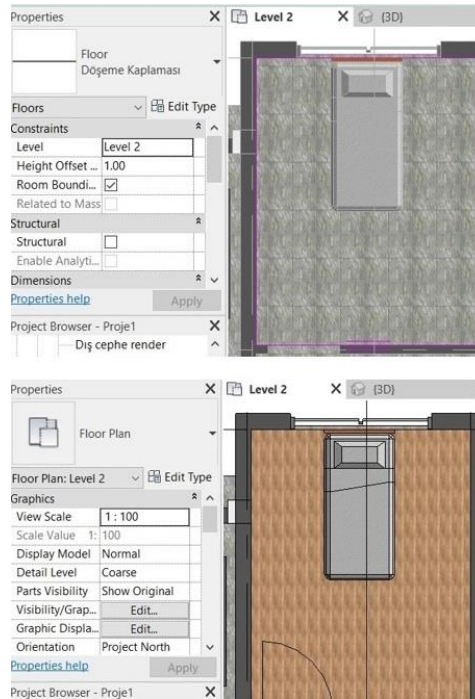 Properties X Level 2 X {3D}
Floor
Döşeme Kaplaması
Floors Edit Type
Constraints
Level Level 2
Height Offset ... 1.00
Room Boundi...
Related to Mass
Structural
Structural
Enable Analyti...
Dimensions
Properties help Apply
Project Browser - Proje1 X
Dış cephe render
Properties X Level 2 X {3D}
Floor Plan
Floor Plan: Level 2 Edit Type
Graphics
View Scale 1 : 100
Scale Value 1: 100
Display Model Normal
Detail Level Coarse
Parts Visibility Show Original
Visibility/Grap... Edit...
Graphic Displa... Edit...
Orientation Project North
Properties help Apply
Project Browser - Proje1 X